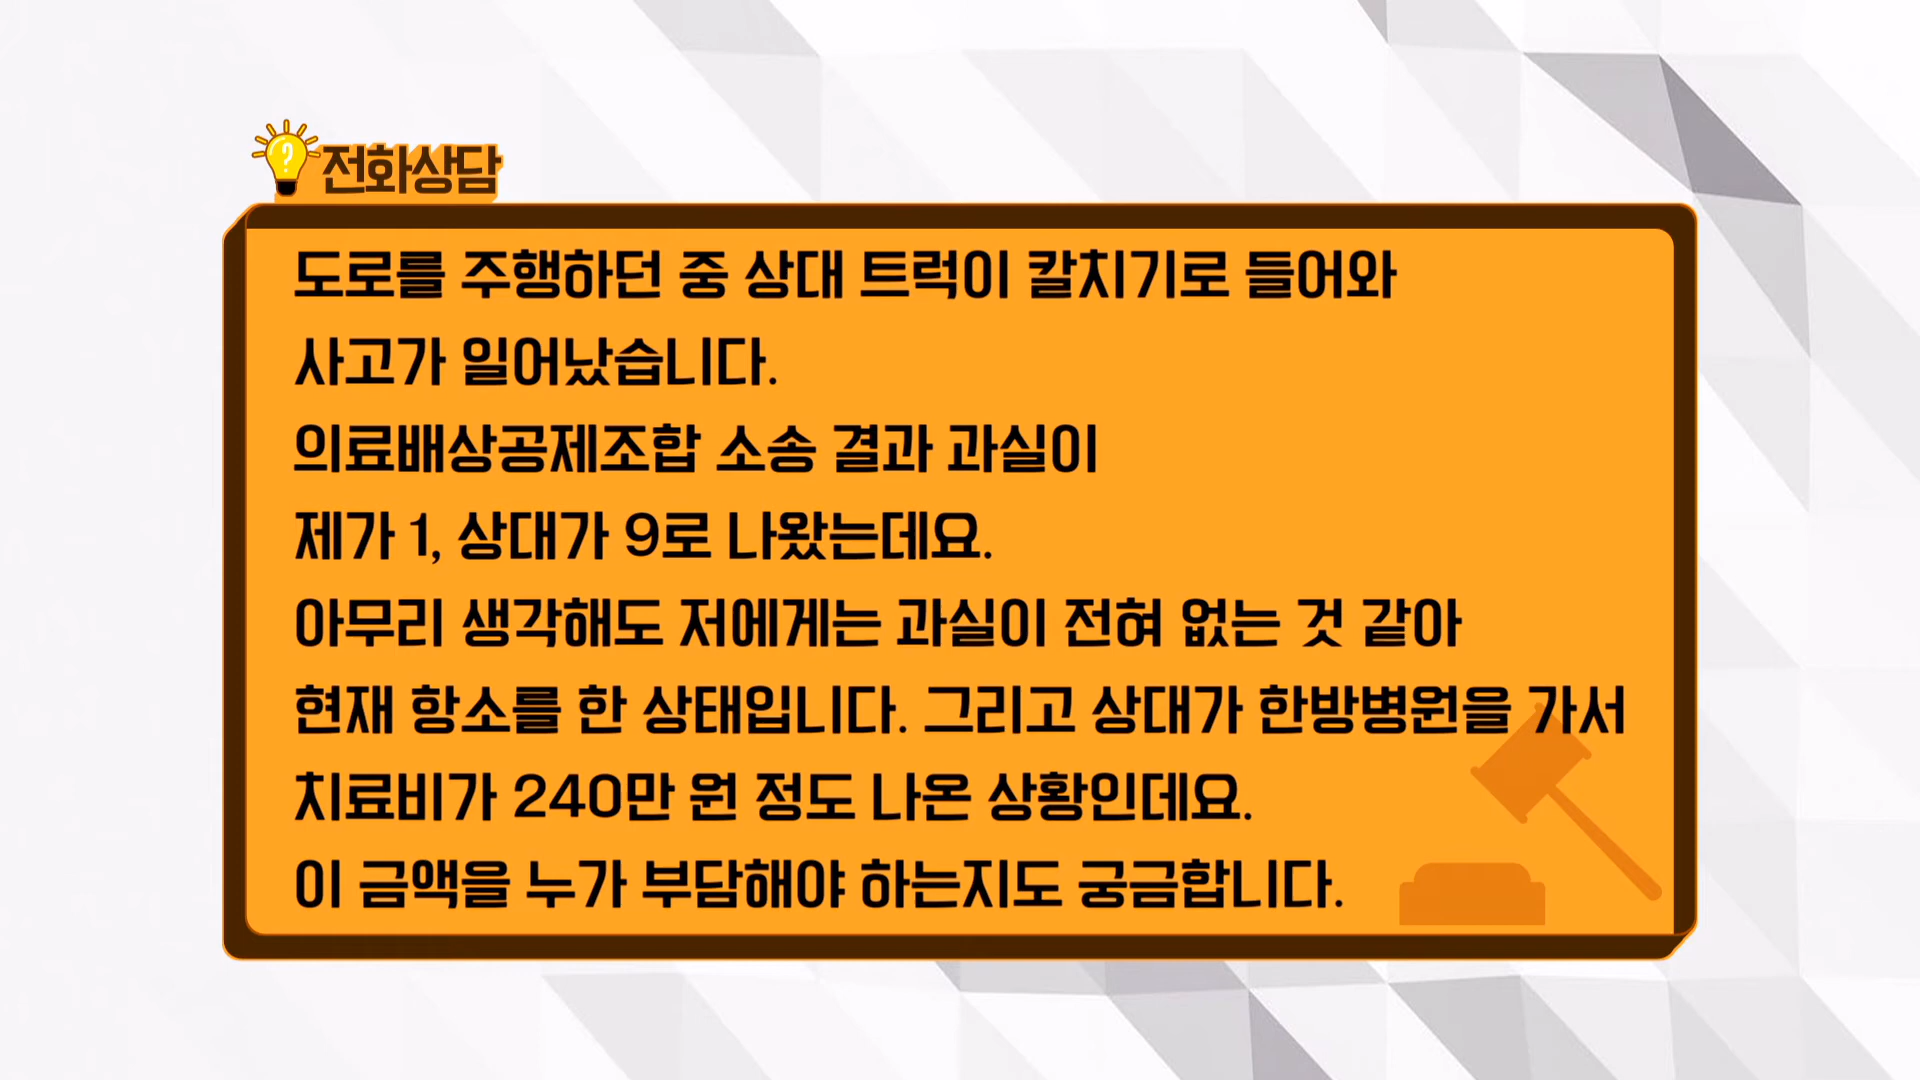 전화상담
도로를 주행하던 중 상대 트럭이 칼치기로 들어와
사고가 일어났습니다.
의료배상공제조합 소송 결과 과실이
제가 1, 상대가 9로 나왔는데요.
아무리 생각해도 저에게는 과실이 전혀 없는 것 같아
현재 항소를 한 상태입니다. 그리고 상대가 한방병원을 가서
치료비가 240만 원 정도 나온 상황인데요.
이 금액을 누가 부담해야 하는지도 궁금합니다.